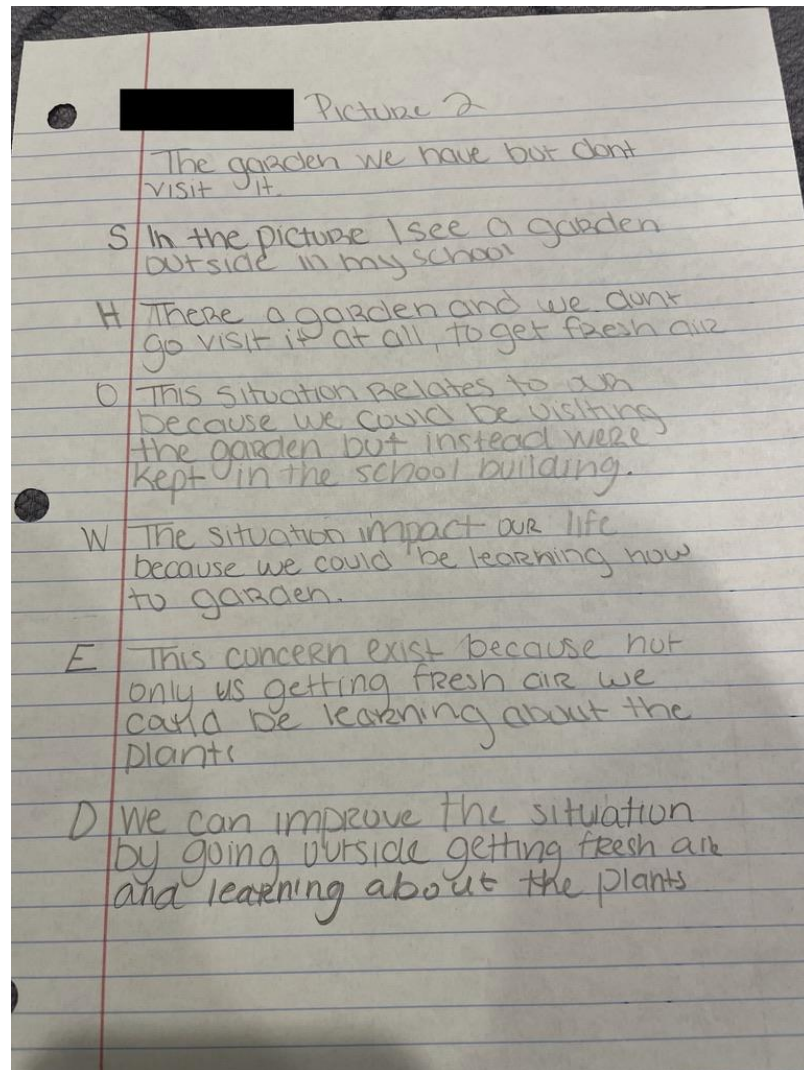 Picture 2
The garden we have but dont
visit it.
S In the picture I see a garden
outside in my school
H There a garden and we dont
go visit it at all, to get fresh air
O This situation Relates to our
because we could be visiting
the garden but instead were
kept in the school building.
W The situation impact our life
because we could be learning how
to garden.
E This concern exist because not
only us getting fresh air we
could be learning about the
plants
D We can improve the situation
by going outside getting fresh air
and learning about the plants